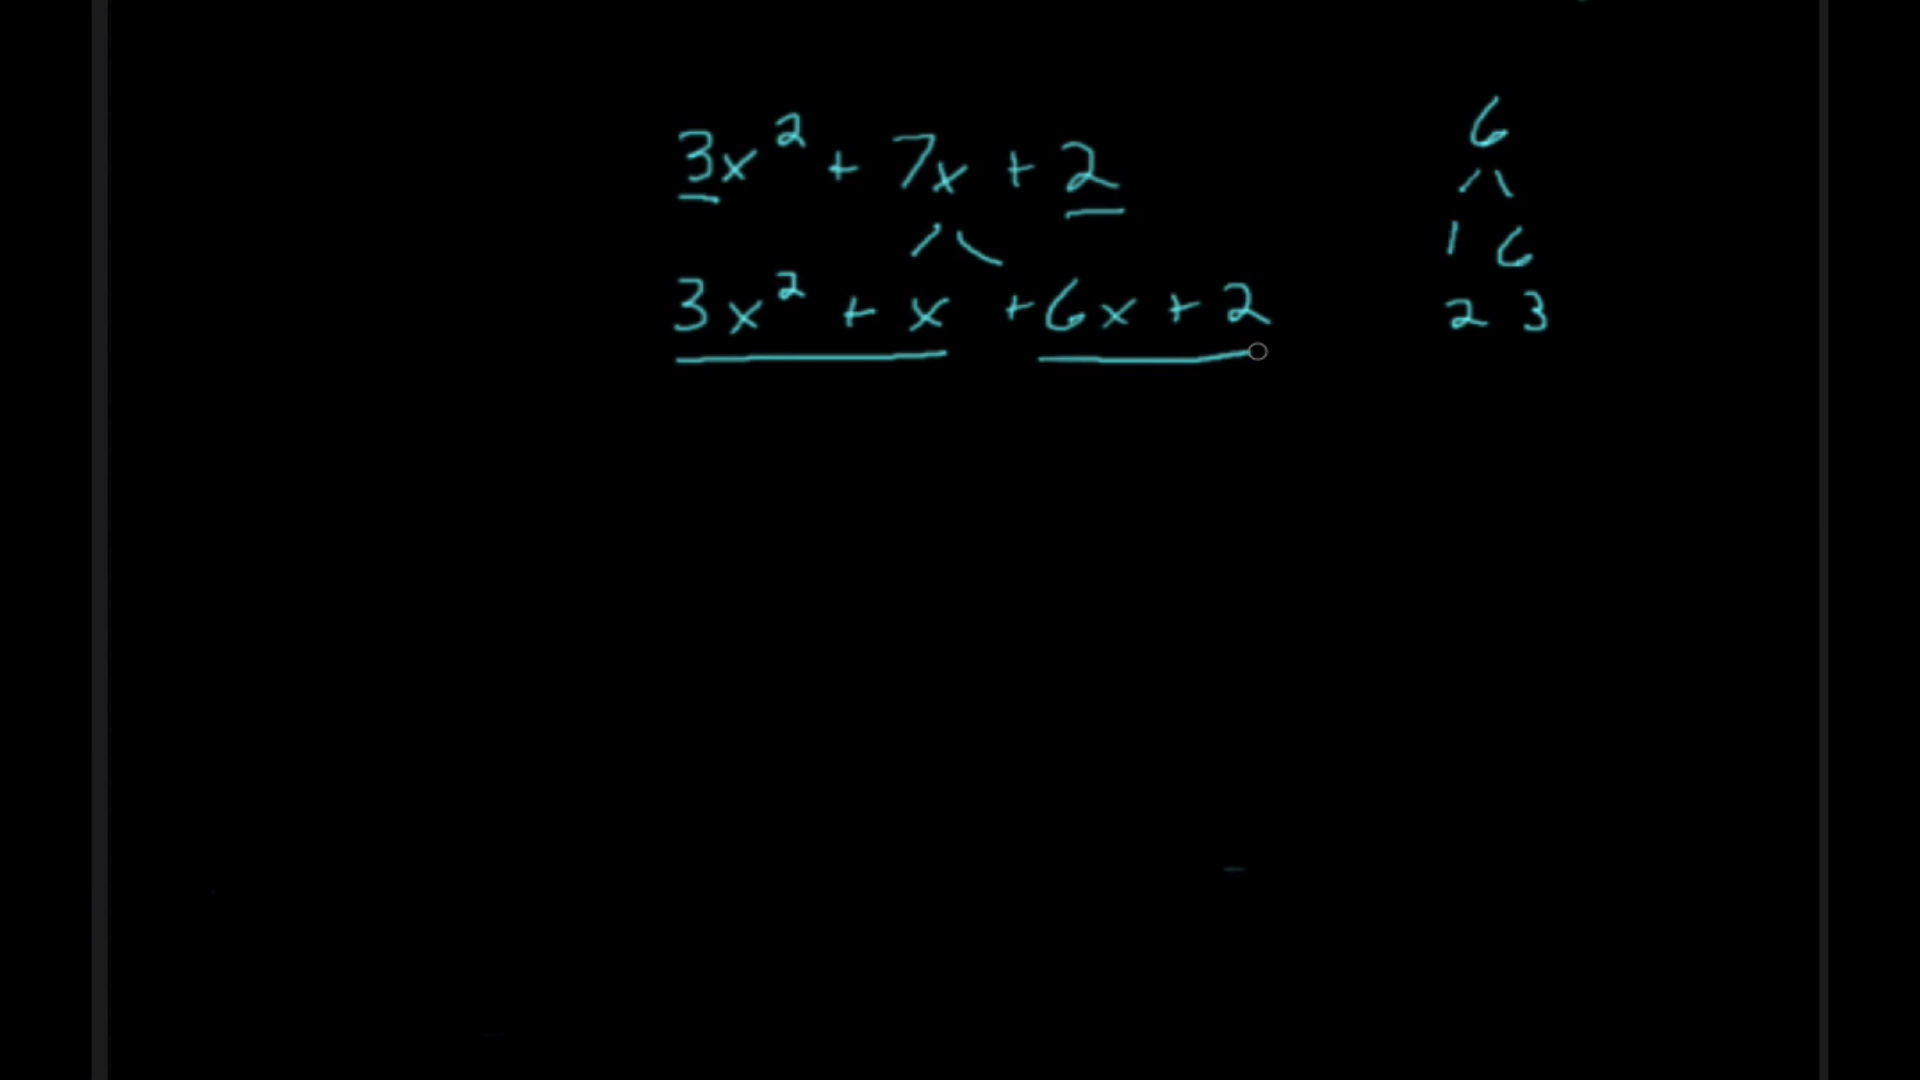 3x² + 7x + 2
3x² + x + 6x + 2
6
1 6
2 3